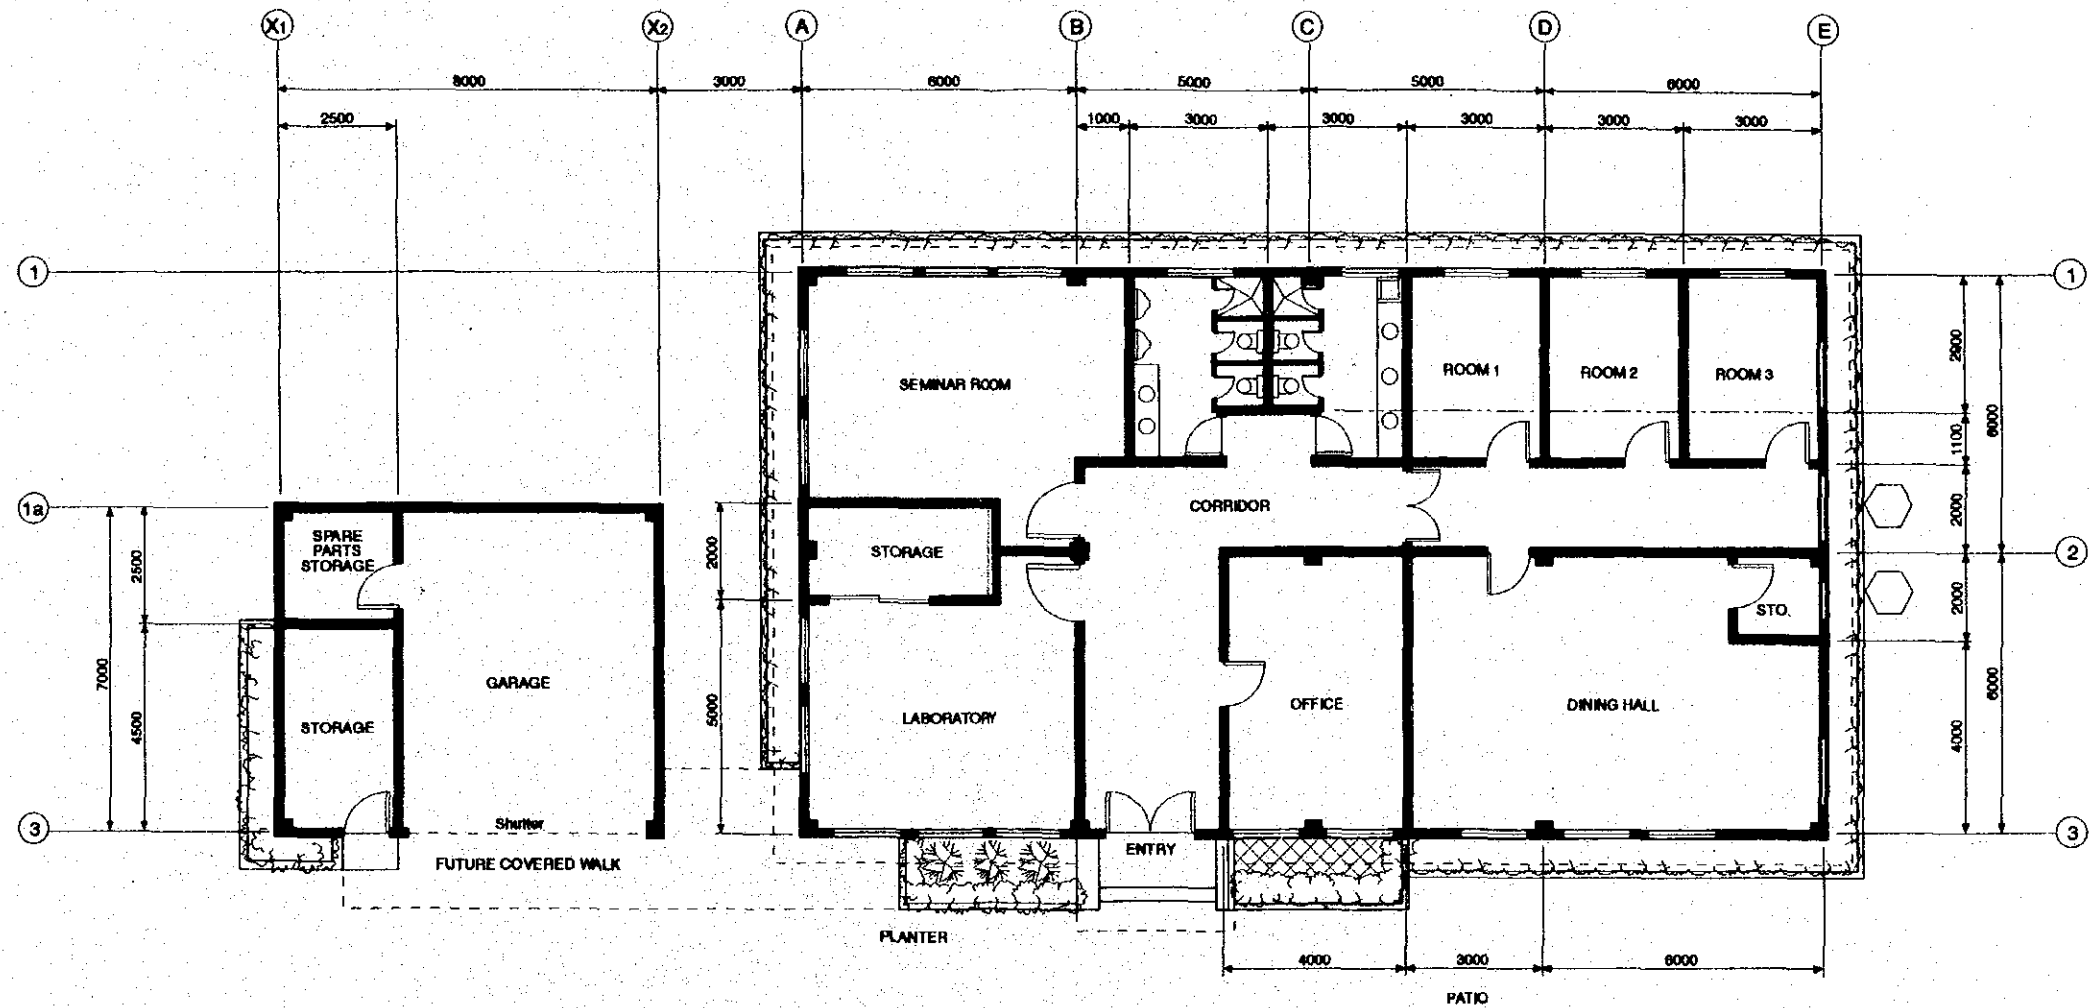 X1
X2
A
B
C
D
E
8000
3000
6000
5000
5000
6000
2500
1000
3000
3000
3000
3000
3000
1
1
SEMINAR ROOM
ROOM 1
ROOM 2
ROOM 3
2900
6000
1100
1a
SPARE
PARTS
STORAGE
CORRIDOR
2000
2500
2000
STORAGE
2
STO.
2000
7000
4500
GARAGE
STORAGE
5000
LABORATORY
OFFICE
DINING HALL
4000
6000
3
Shutter
3
FUTURE COVERED WALK
ENTRY
PLANTER
4000
3000
6000
PATIO